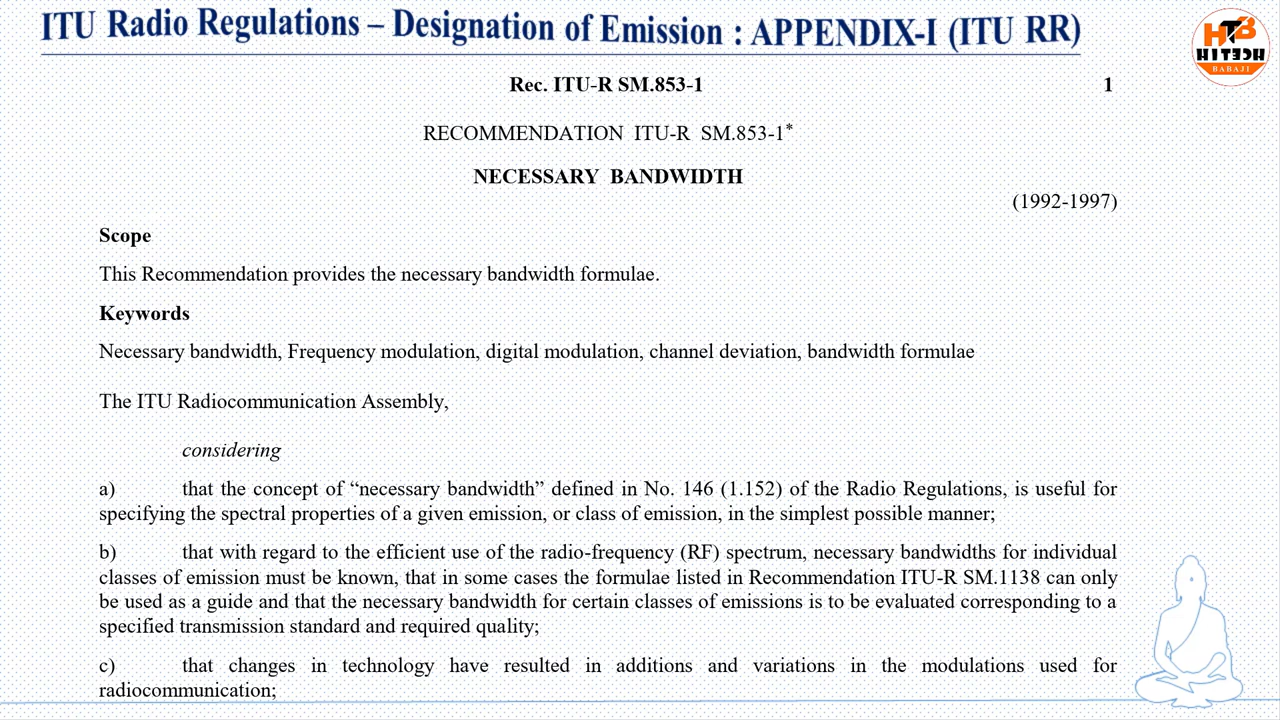 ITU Radio Regulations – Designation of Emission : APPENDIX-I (ITU RR)
HTB
HITECH
BABAJI
Rec. ITU-R SM.853-1 1
RECOMMENDATION ITU-R SM.853-1*
NECESSARY BANDWIDTH
(1992-1997)
Scope
This Recommendation provides the necessary bandwidth formulae.
Keywords
Necessary bandwidth, Frequency modulation, digital modulation, channel deviation, bandwidth formulae
The ITU Radiocommunication Assembly,
considering
a) that the concept of “necessary bandwidth” defined in No. 146 (1.152) of the Radio Regulations, is useful for
specifying the spectral properties of a given emission, or class of emission, in the simplest possible manner;
b) that with regard to the efficient use of the radio-frequency (RF) spectrum, necessary bandwidths for individual
classes of emission must be known, that in some cases the formulae listed in Recommendation ITU-R SM.1138 can only
be used as a guide and that the necessary bandwidth for certain classes of emissions is to be evaluated corresponding to a
specified transmission standard and required quality;
c) that changes in technology have resulted in additions and variations in the modulations used for
radiocommunication;